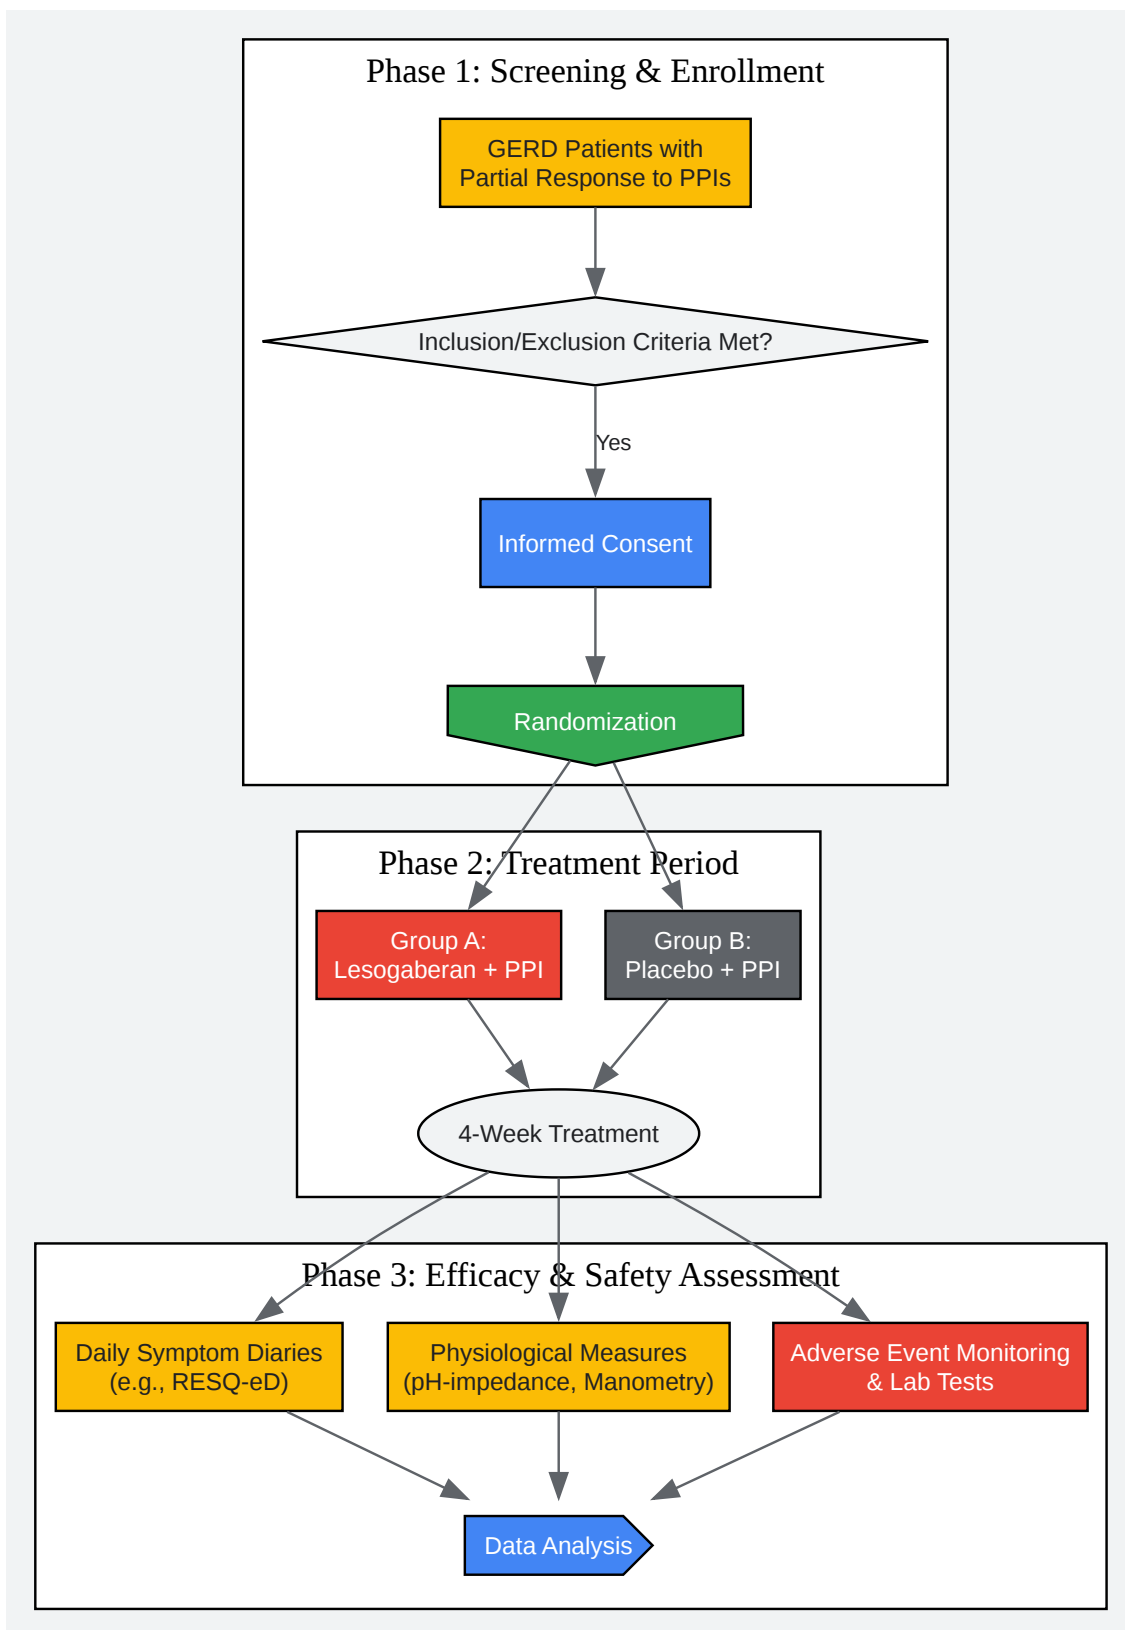 Phase 1: Screening & Enrollment
GERD Patients with
Partial Response to PPIs
Inclusion/Exclusion Criteria Met?
Yes
Informed Consent
Randomization
Phase 2: Treatment Period
Group A:
Lesogaberan + PPI
Group B:
Placebo + PPI
4-Week Treatment
Phase 3: Efficacy & Safety Assessment
Daily Symptom Diaries
(e.g., RESQ-eD)
Physiological Measures
(pH-impedance, Manometry)
Adverse Event Monitoring
& Lab Tests
Data Analysis